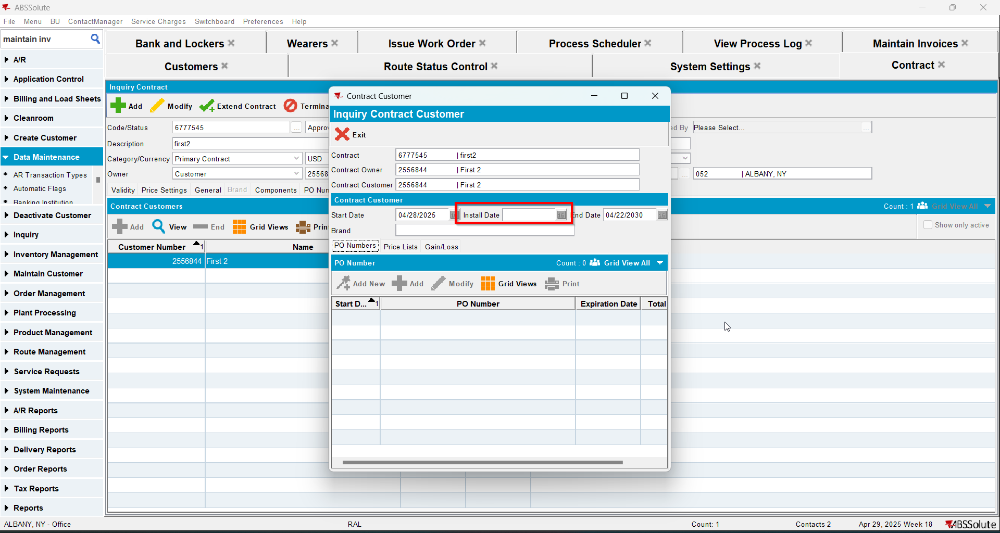 ABSSolute
File Menu BU ContactManager Service Charges Switchboard Preferences Help
maintain inv
Bank and Lockers Wearers Issue Work Order Process Scheduler View Process Log Maintain Invoices
Customers Route Status Control System Settings Contract
A/R
Application Control
Billing and Load Sheets
Cleanroom
Create Customer
Data Maintenance
AR Transaction Types
Automatic Flags
Banking Institution
Deactivate Customer
Inquiry
Inventory Management
Maintain Customer
Order Management
Plant Processing
Product Management
Route Management
Service Requests
System Maintenance
A/R Reports
Billing Reports
Delivery Reports
Order Reports
Tax Reports
Reports
Inquiry Contract
Add Modify Extend Contract Termina
Code/Status 6777545 ... Approv
ed By Please Select... ...
Description first2
Category/Currency Primary Contract USD
Owner Customer 25568
... 052 | ALBANY, NY
Validity Price Settings General Brand Components PO Num
Contract Customers
Count : 1 Grid View All
Add View End Grid Views Print
Show only active
Customer Number 1 Name
2556844 First 2
Contract Customer
Inquiry Contract Customer
Exit
Contract 6777545 | first2
Contract Owner 2556844 | First 2
Contract Customer 2556844 | First 2
Contract Customer
Start Date 04/28/2025 Install Date 16 End Date 04/22/2030 16
Brand
PO Numbers Price Lists Gain/Loss
PO Number Count : 0 Grid View All
Add New Add Modify Grid Views Print
Start D... 1 PO Number Expiration Date Total
ALBANY, NY - Office RAL Count: 1 Contacts 2 Apr 29, 2025 Week 18 ABSSolute